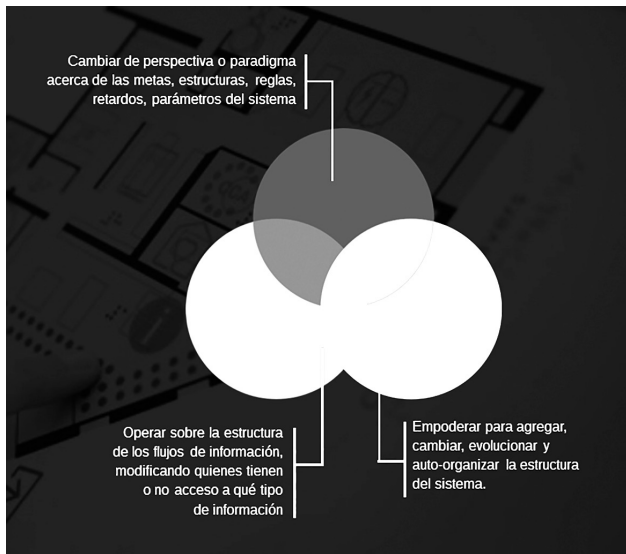 Cambiar de perspectiva o paradigma
acerca de las metas, estructuras, reglas,
retardos, parámetros del sistema
Operar sobre la estructura
de los flujos de información,
modificando quienes tienen
o no acceso a qué tipo
de información
Empoderar para agregar,
cambiar, evolucionar y
auto-organizar la estructura
del sistema.